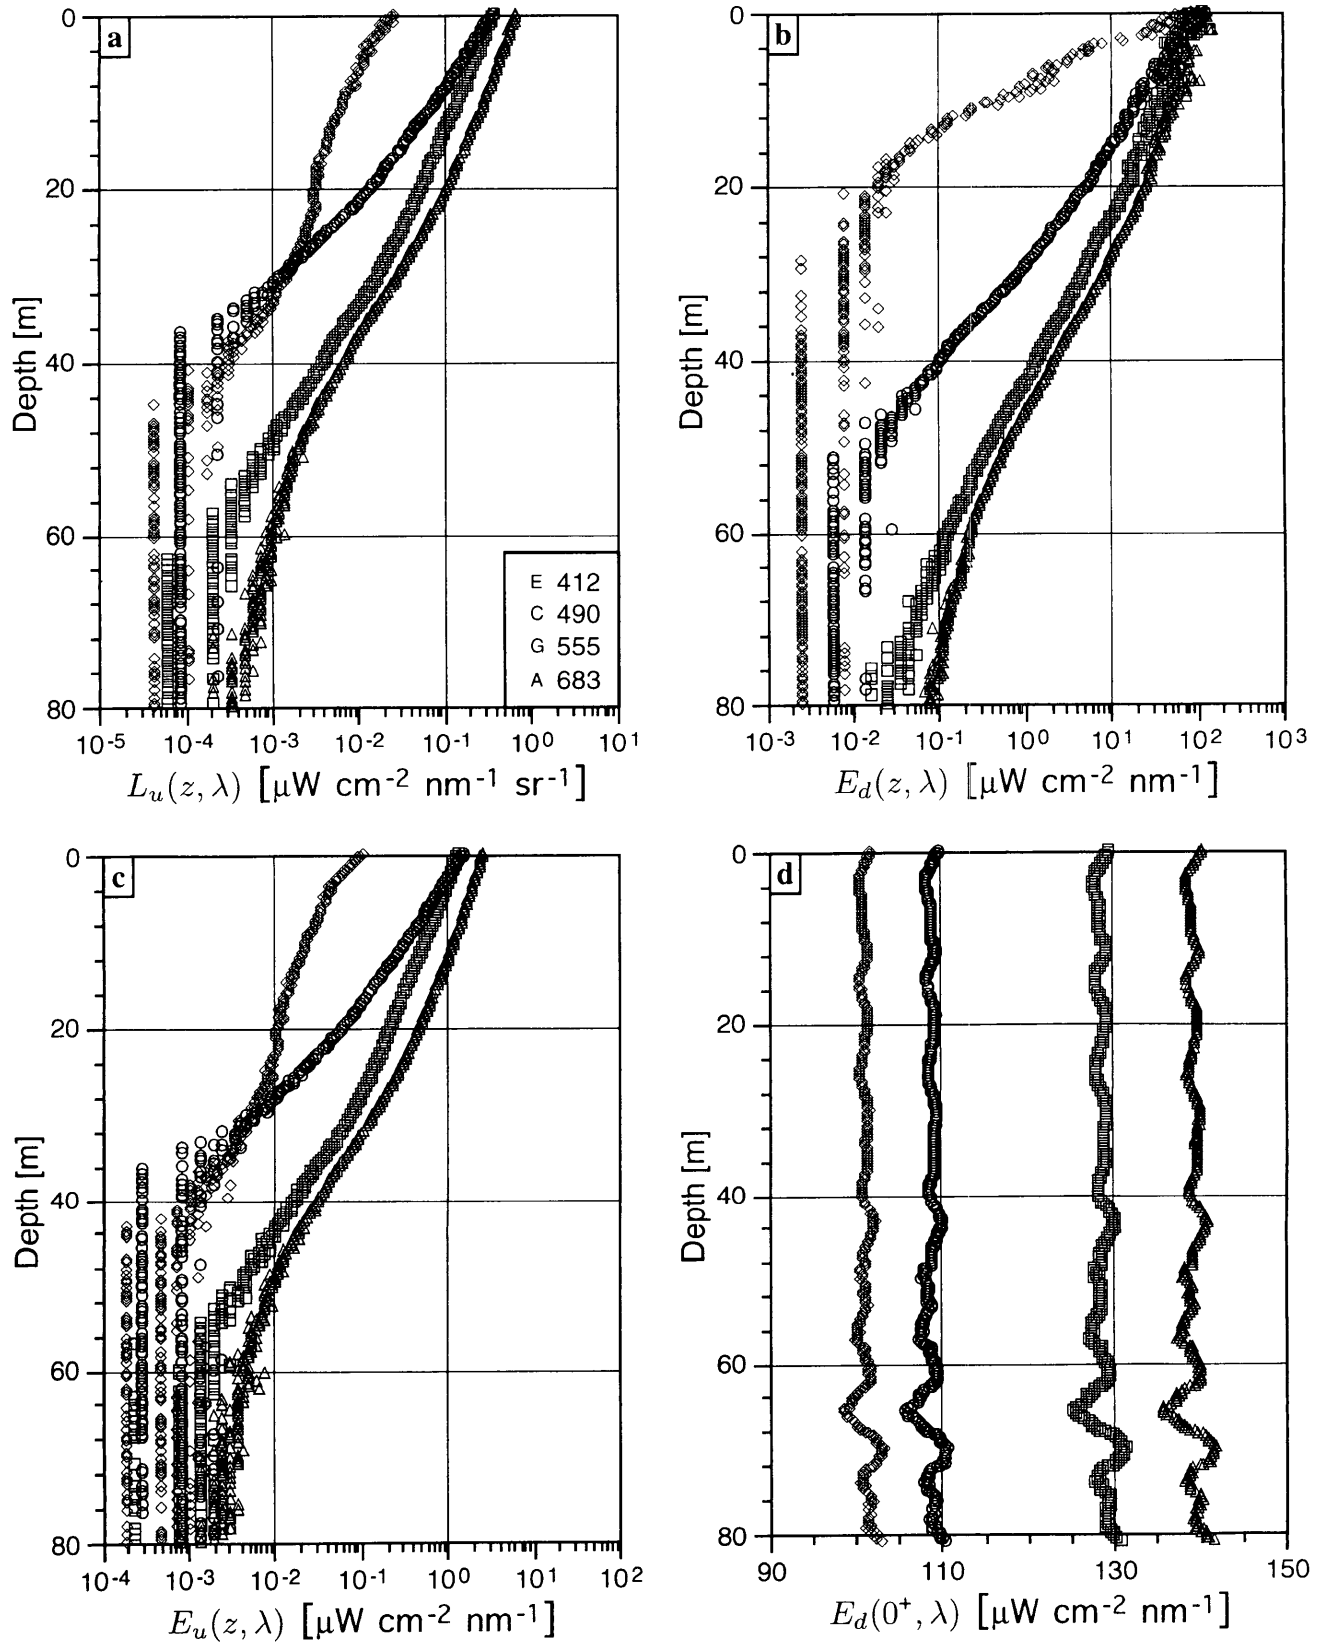 a
0
20
40
60
80
Depth [m]
E 412
C 490
G 555
A 683
10-5 10-4 10-3 10-2 10-1 100 101
Lu(z, λ) [µW cm-2 nm-1 sr-1]
b
0
20
40
60
80
Depth [m]
10-3 10-2 10-1 100 101 102 103
Ed(z, λ) [µW cm-2 nm-1]
c
0
20
40
60
80
Depth [m]
10-4 10-3 10-2 10-1 100 101 102
Eu(z, λ) [µW cm-2 nm-1]
d
0
20
40
60
80
Depth [m]
90 110 130 150
Ed(0+, λ) [µW cm-2 nm-1]